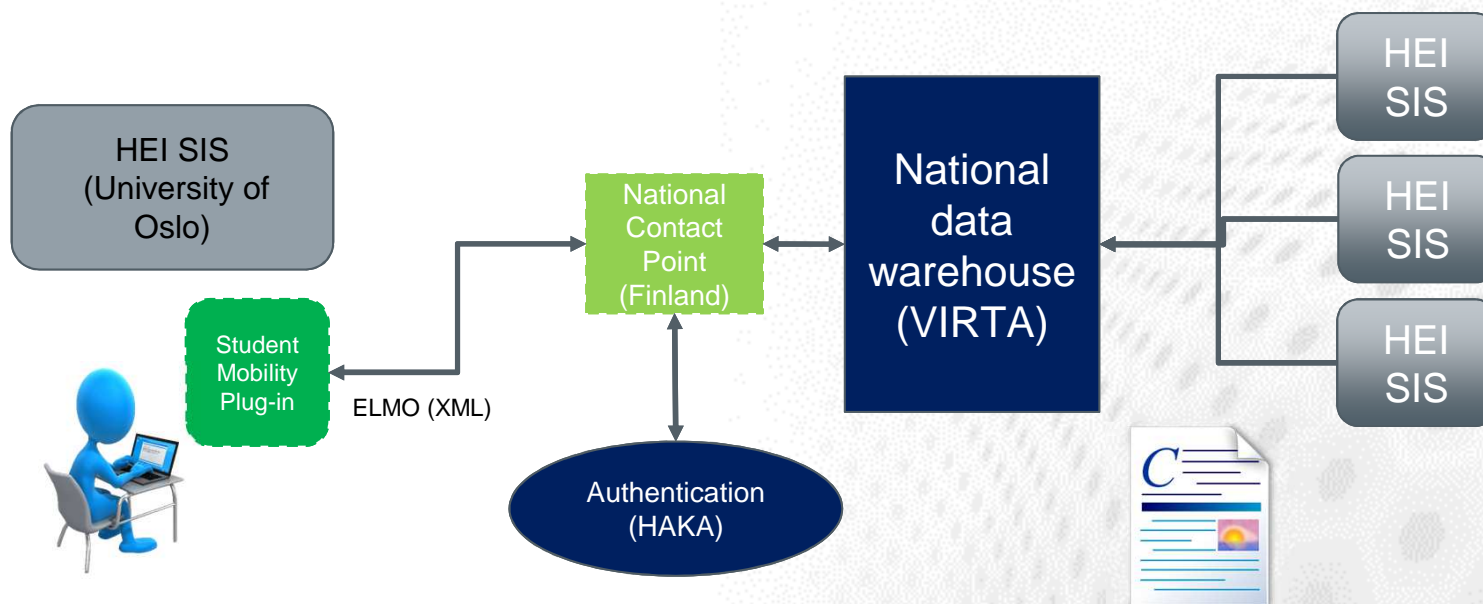 HEI SIS
(University of
Oslo)
Student
Mobility
Plug-in
ELMO (XML)
National
Contact
Point
(Finland)
Authentication
(HAKA)
National
data
warehouse
(VIRTA)
HEI
SIS
HEI
SIS
HEI
SIS
C